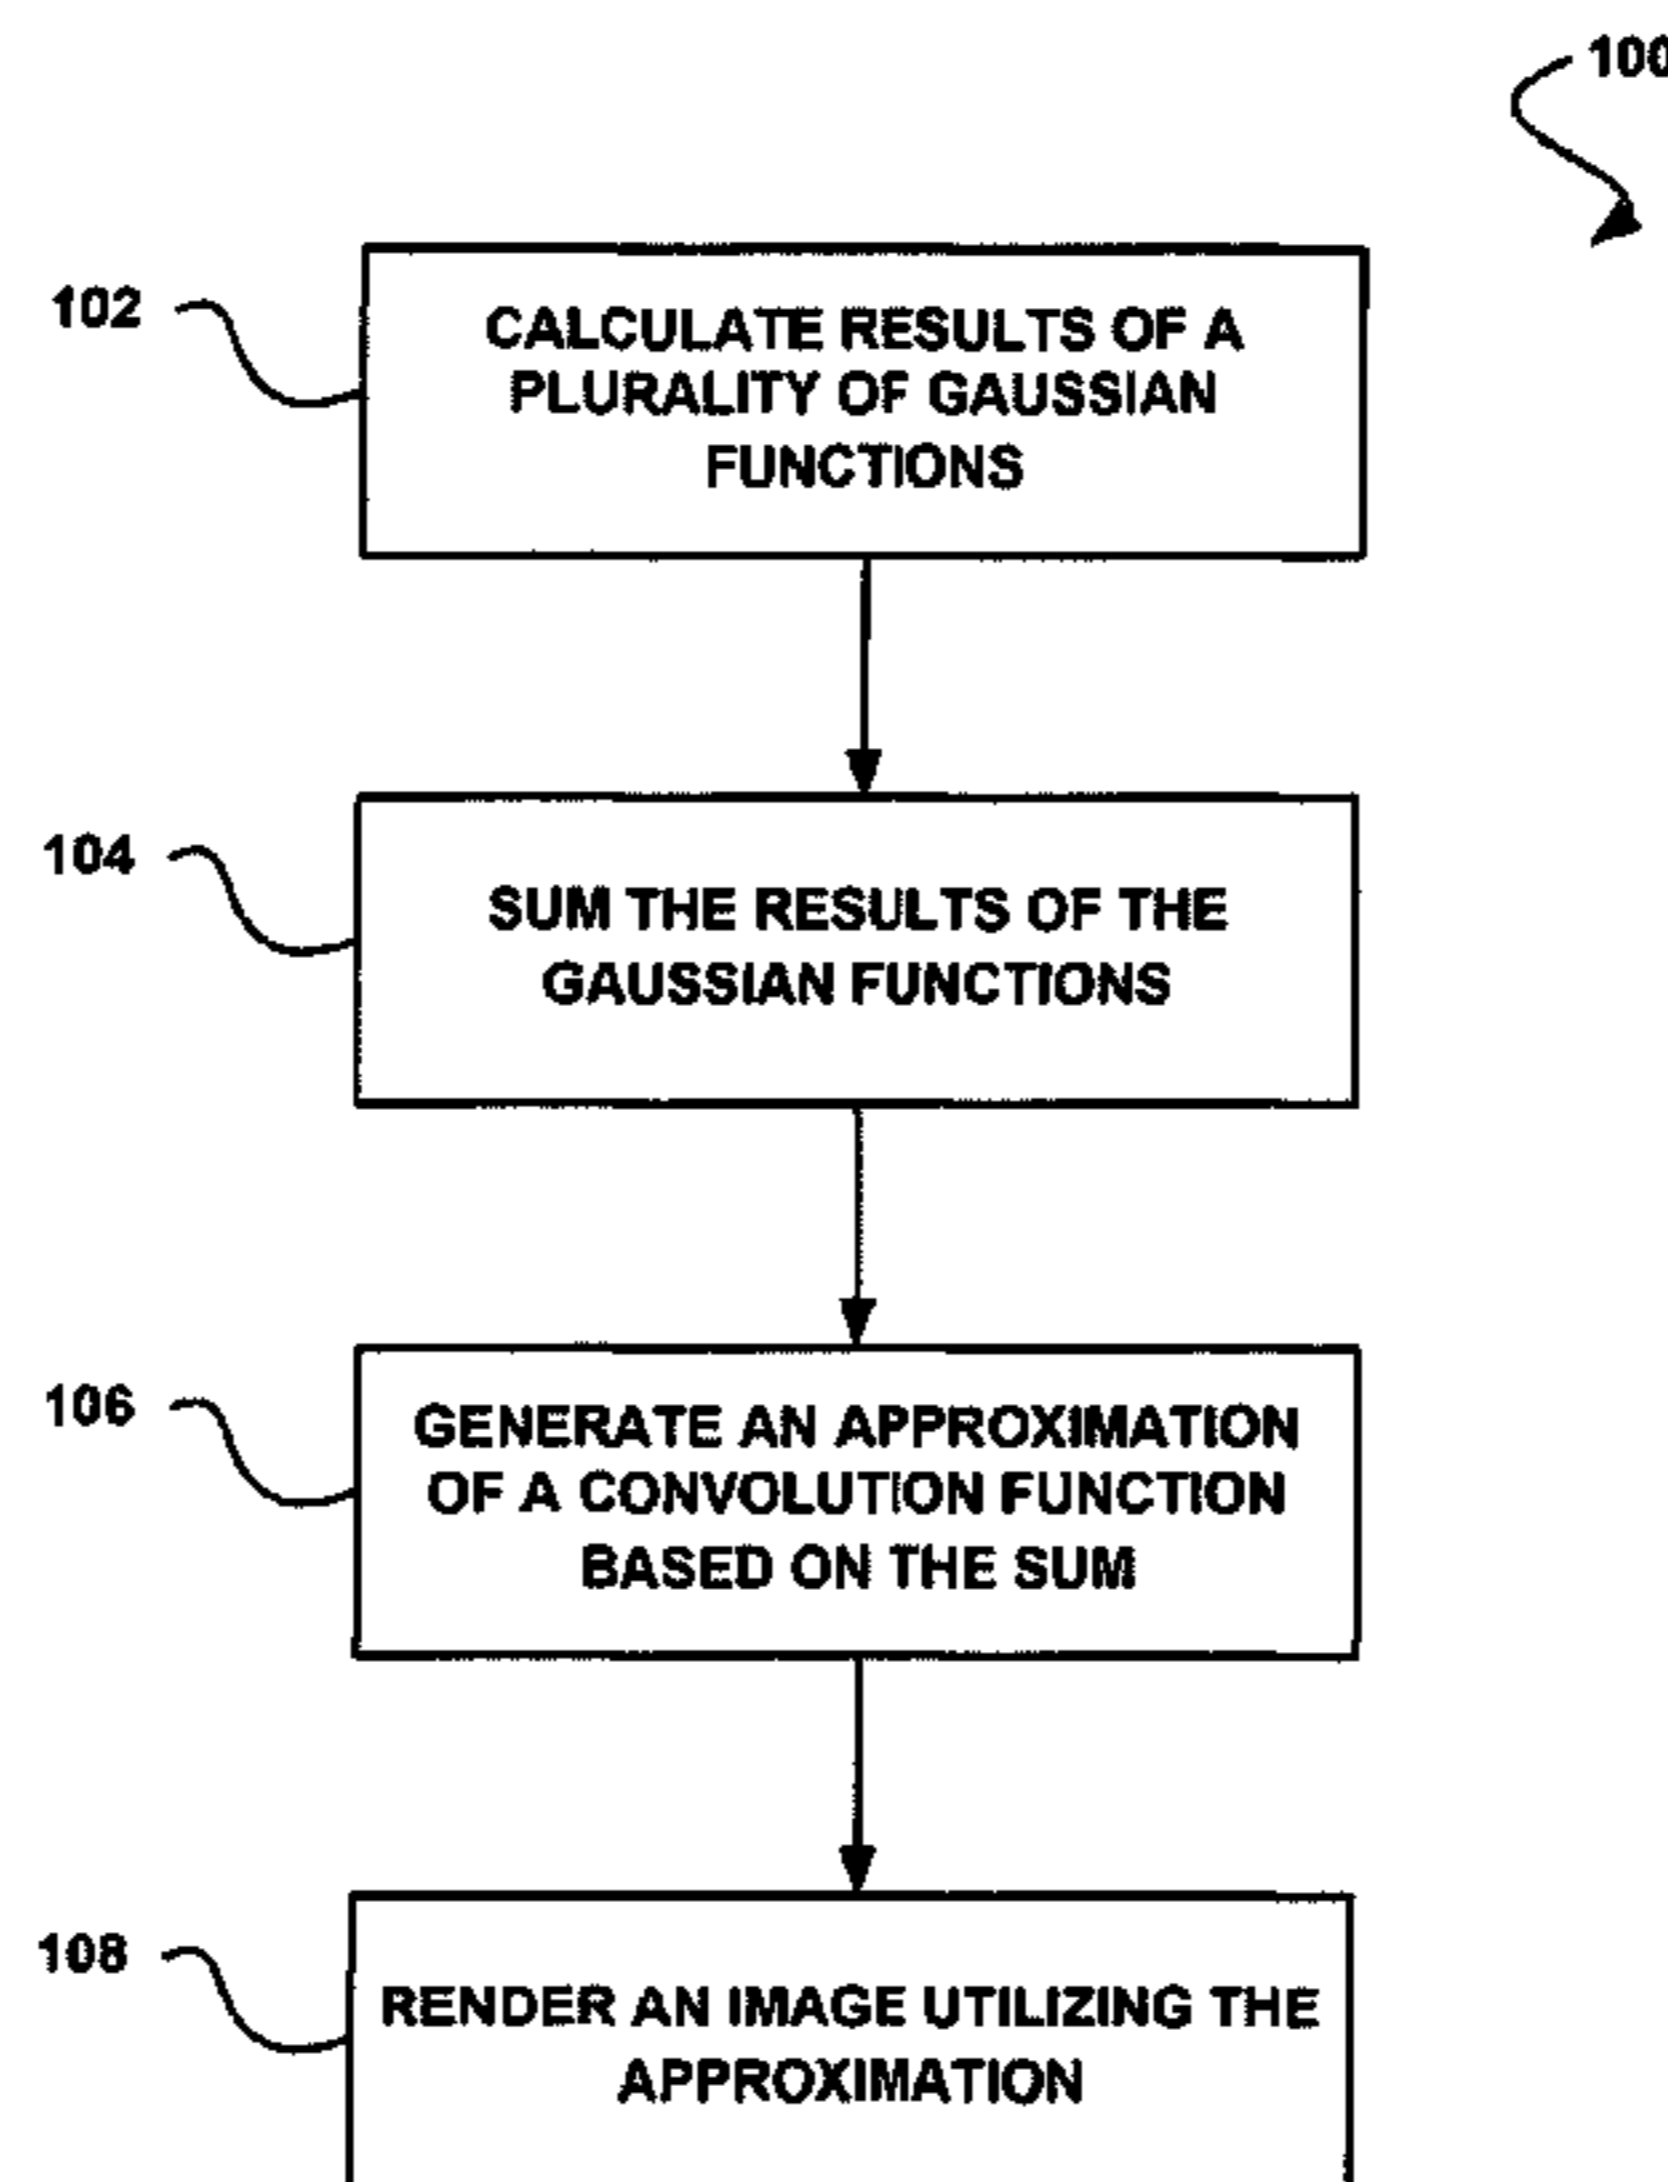 100
102
CALCULATE RESULTS OF A
PLURALITY OF GAUSSIAN
FUNCTIONS
104
SUM THE RESULTS OF THE
GAUSSIAN FUNCTIONS
106
GENERATE AN APPROXIMATION
OF A CONVOLUTION FUNCTION
BASED ON THE SUM
108
RENDER AN IMAGE UTILIZING THE
APPROXIMATION